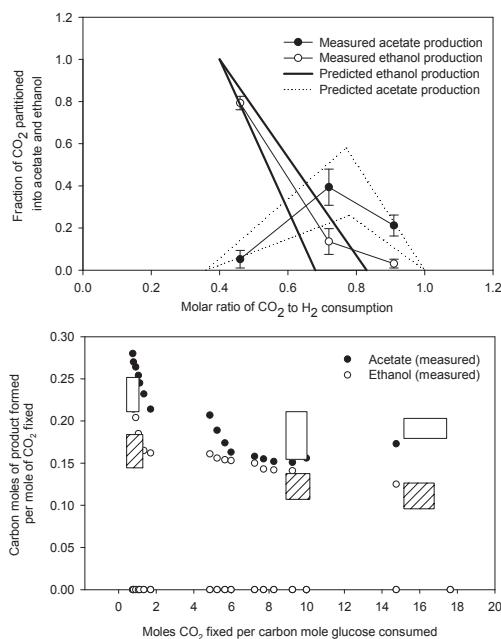 1.0
0.8
0.6
0.4
0.2
0.0
Fraction of CO2 partitioned
into acetate and ethanol
Measured acetate production
Measured ethanol production
Predicted ethanol production
Predicted acetate production
0.0 0.2 0.4 0.6 0.8 1.0 1.2
Molar ratio of CO2 to H2 consumption
0.30
0.25
0.20
0.15
0.10
0.05
0.00
Carbon moles of product formed
per mole of CO2 fixed
Acetate (measured)
Ethanol (measured)
0 2 4 6 8 10 12 14 16 18 20
Moles CO2 fixed per carbon mole glucose consumed